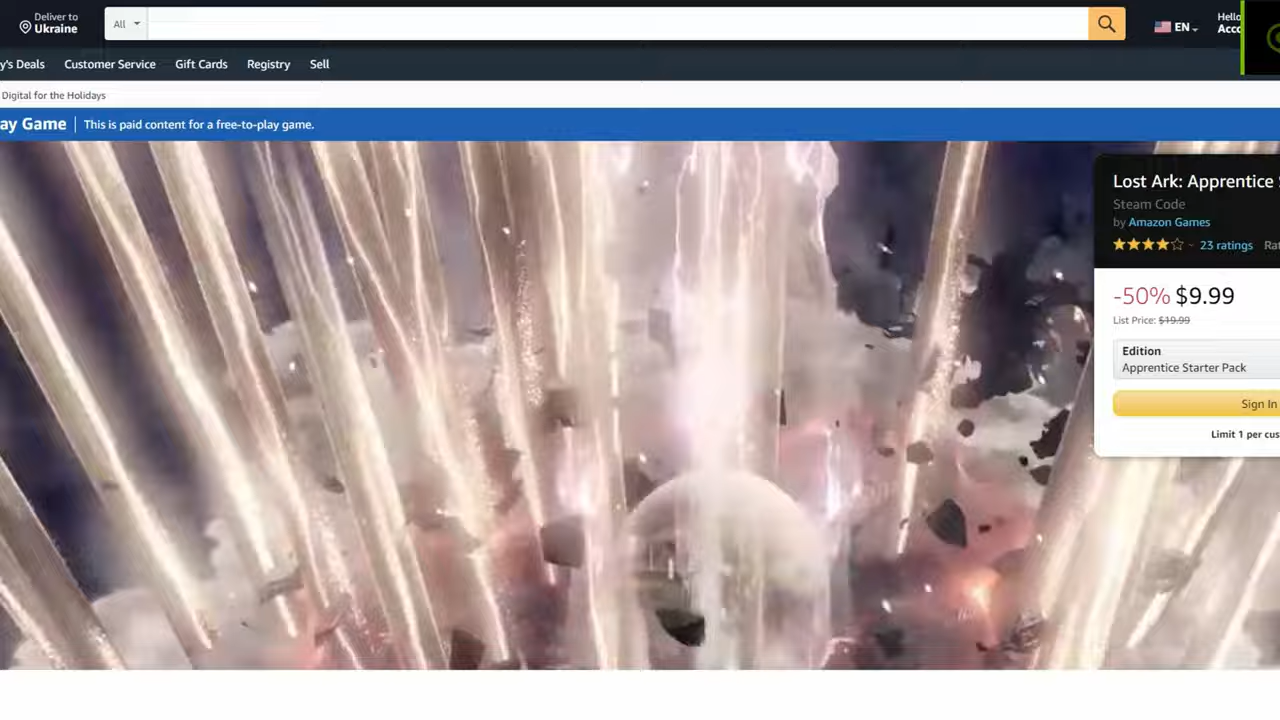 Deliver to
Ukraine
All
EN
Hello
Acco
y's Deals
Customer Service
Gift Cards
Registry
Sell
Digital for the Holidays
ay Game
This is paid content for a free-to-play game.
Lost Ark: Apprentice
Steam Code
by Amazon Games
23 ratings
Rat
-50% $9.99
List Price: $19.99
Edition
Apprentice Starter Pack
Sign In
Limit 1 per cus